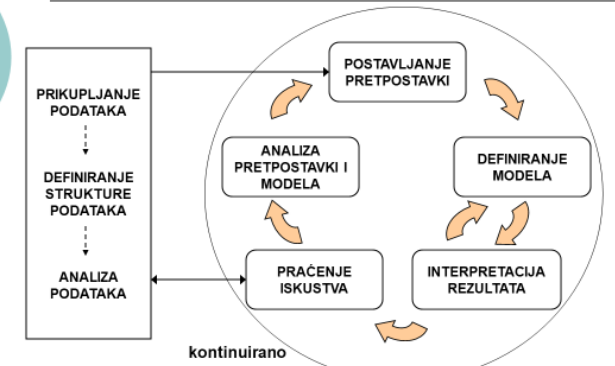 PRIKUPLJANJE
PODATAKA
DEFINIRANJE
STRUKTURE
PODATAKA
ANALIZA
PODATAKA
POSTAVLJANJE
PRETPOSTAVKI
DEFINIRANJE
MODELA
INTERPRETACIJA
REZULTATA
PRAĆENJE
ISKUSTVA
ANALIZA
PRETPOSTAVKI I
MODELA
kontinuirano